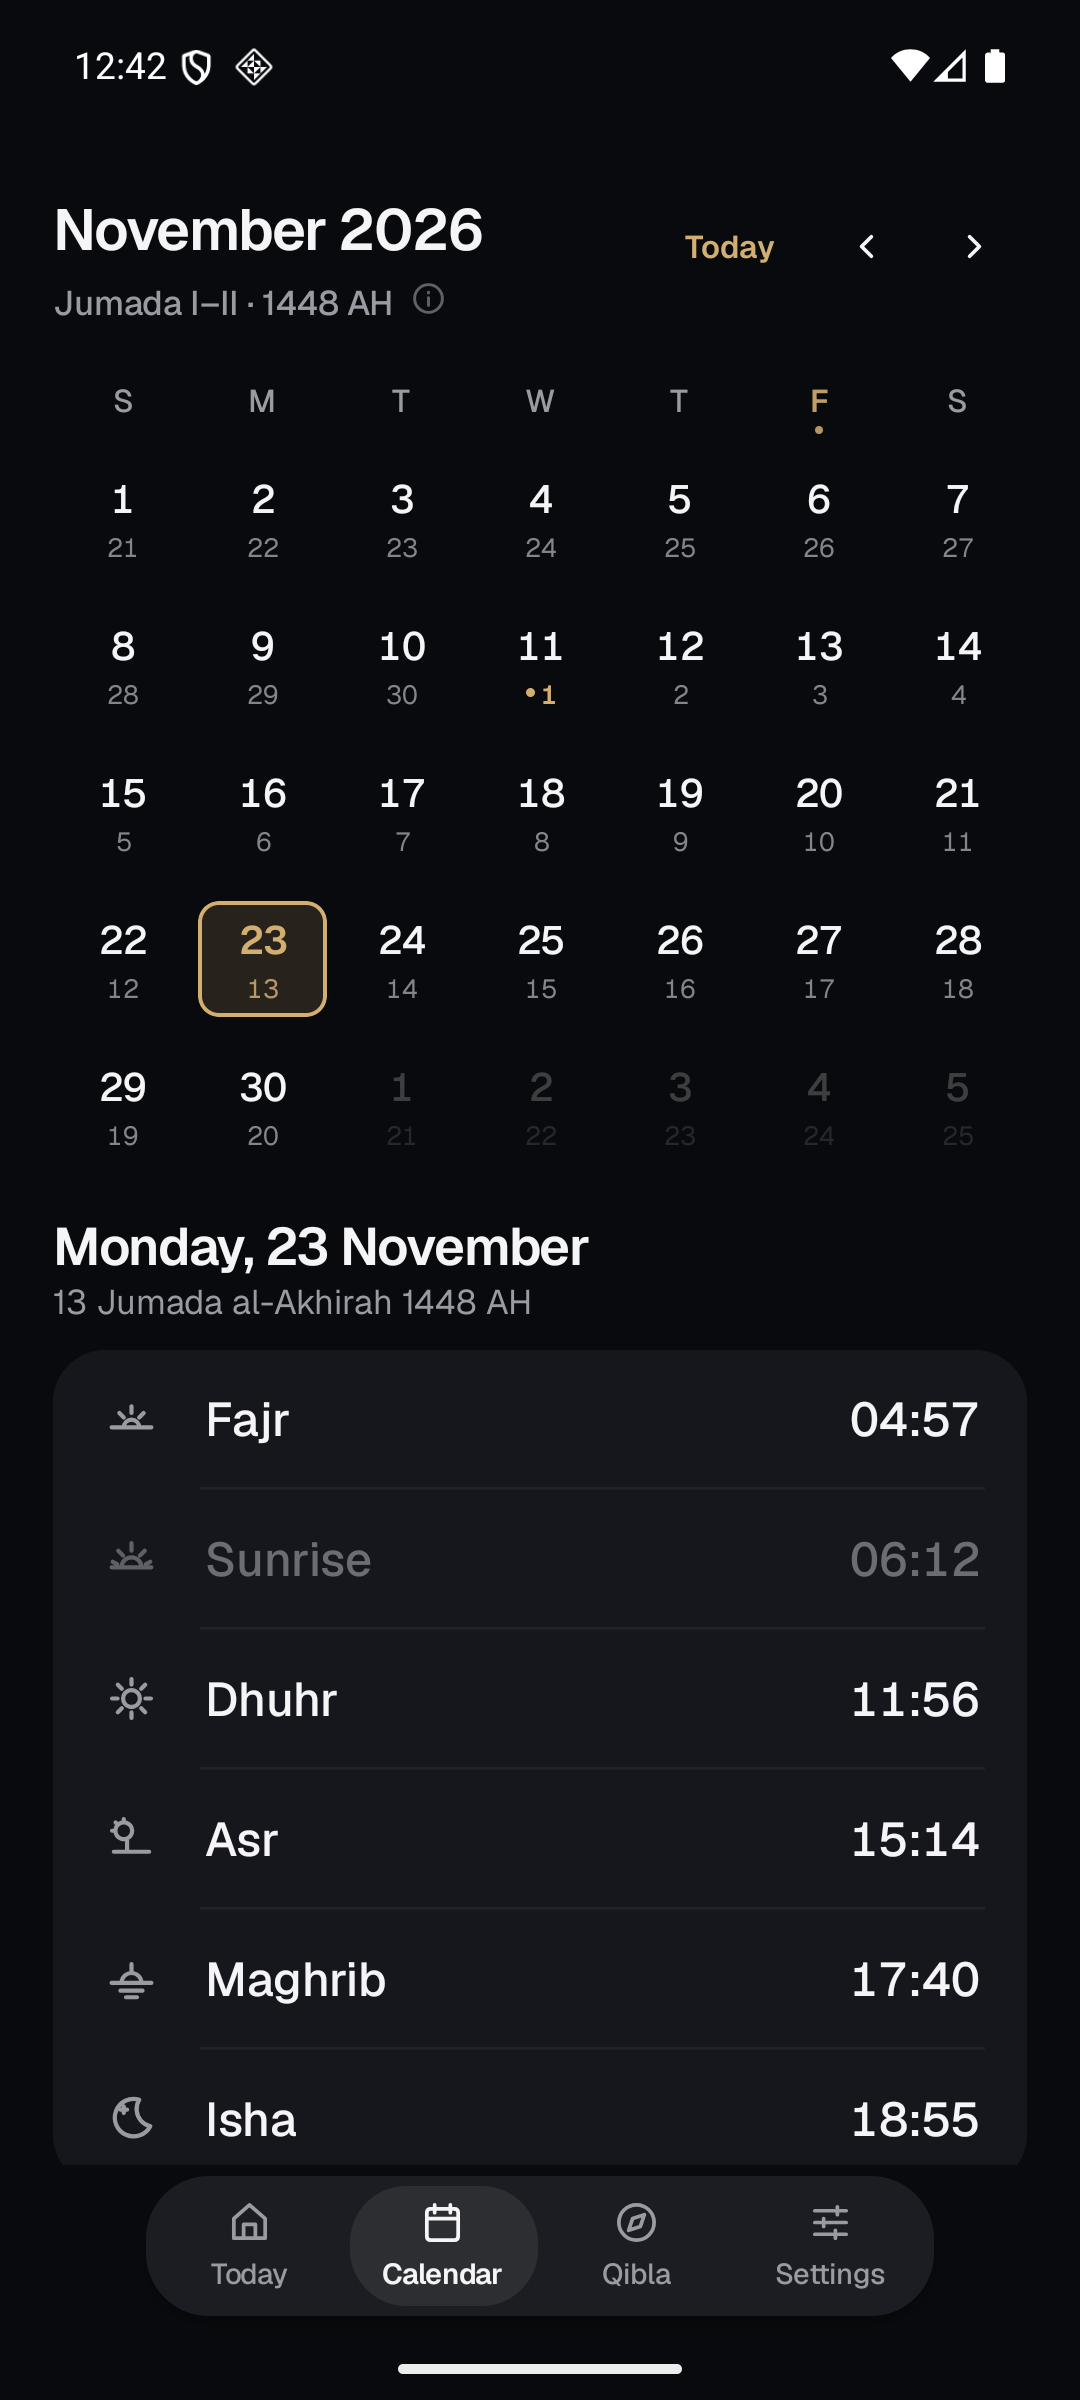 12:42
November 2026
Today
Jumada I–II · 1448 AH
S M T W T F S
1 2 3 4 5 6 7
21 22 23 24 25 26 27
8 9 10 11 12 13 14
28 29 30 •1 2 3 4
15 16 17 18 19 20 21
5 6 7 8 9 10 11
22 23 24 25 26 27 28
12 13 14 15 16 17 18
29 30 1 2 3 4 5
19 20 21 22 23 24 25
Monday, 23 November
13 Jumada al-Akhirah 1448 AH
Fajr 04:57
Sunrise 06:12
Dhuhr 11:56
Asr 15:14
Maghrib 17:40
Isha 18:55
Today Calendar Qibla Settings